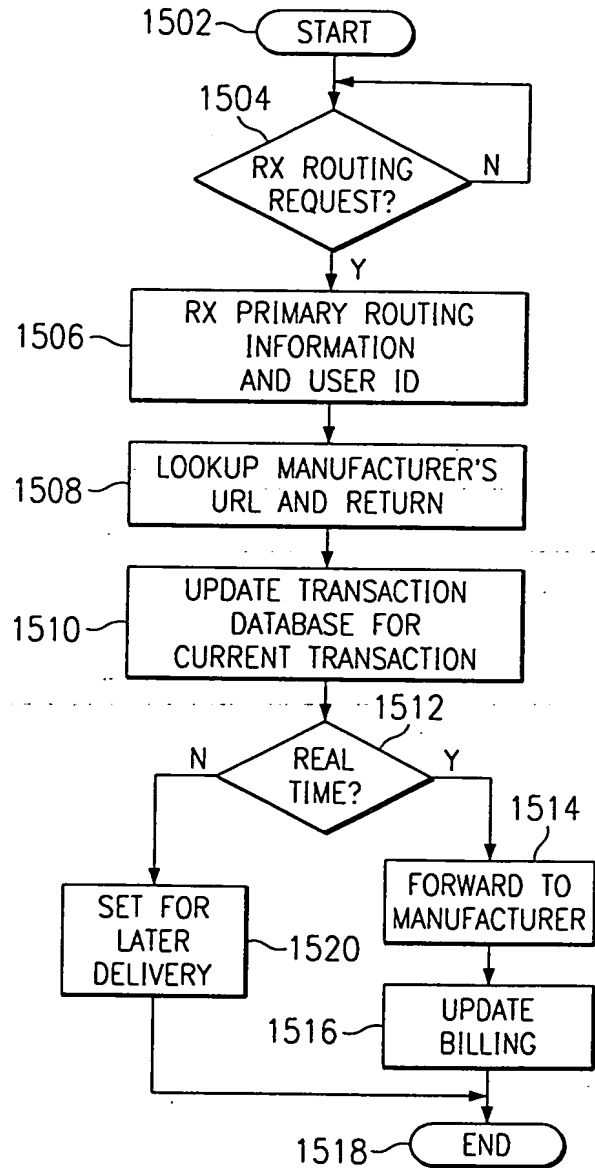 1502
START
1504
RX ROUTING
REQUEST?
N
Y
1506
RX PRIMARY ROUTING
INFORMATION
AND USER ID
1508
LOOKUP MANUFACTURER'S
URL AND RETURN
1510
UPDATE TRANSACTION
DATABASE FOR
CURRENT TRANSACTION
1512
N
REAL
TIME?
Y
1514
FORWARD TO
MANUFACTURER
SET FOR
LATER
DELIVERY
1520
1516
UPDATE
BILLING
1518
END